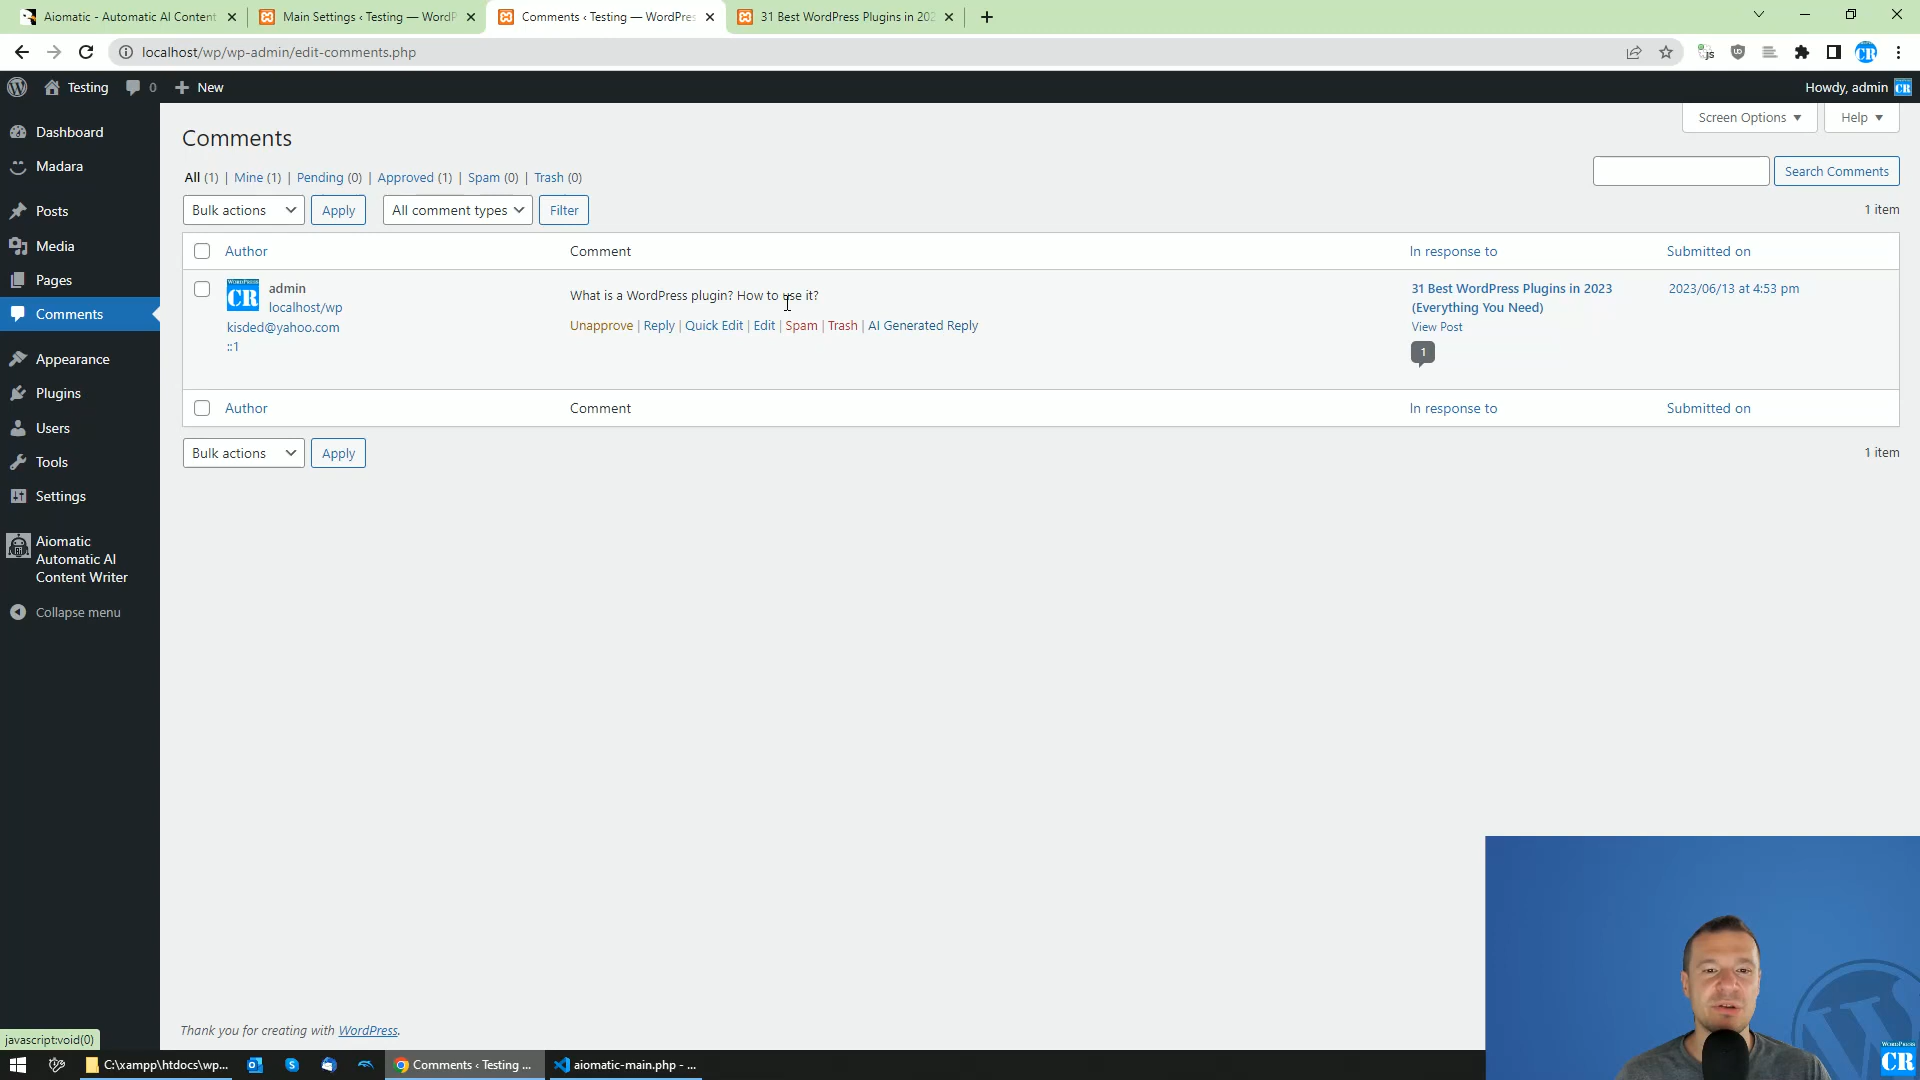 Aiomatic - Automatic AI Content
Main Settings ‹ Testing — WordP
Comments ‹ Testing — WordPres
31 Best WordPress Plugins in 202
localhost/wp/wp-admin/edit-comments.php
Testing
0
New
Howdy, admin
CR
Dashboard
Madara
Posts
Media
Pages
Comments
Appearance
Plugins
Users
Tools
Settings
Aiomatic
Automatic AI
Content Writer
Collapse menu
Screen Options
Help
Comments
All (1) | Mine (1) | Pending (0) | Approved (1) | Spam (0) | Trash (0)
Search Comments
Bulk actions
Apply
All comment types
Filter
1 item
Author
Comment
In response to
Submitted on
WORDPRESS
CR
admin
localhost/wp
kisded@yahoo.com
::1
What is a WordPress plugin? How to use it?
Unapprove | Reply | Quick Edit | Edit | Spam | Trash | AI Generated Reply
31 Best WordPress Plugins in 2023
(Everything You Need)
View Post
1
2023/06/13 at 4:53 pm
Author
Comment
In response to
Submitted on
Bulk actions
Apply
1 item
Thank you for creating with WordPress.
javascript:void(0)
C:\xampp\htdocs\wp...
Comments ‹ Testing ...
aiomatic-main.php - ...
WORDPRESS
CR